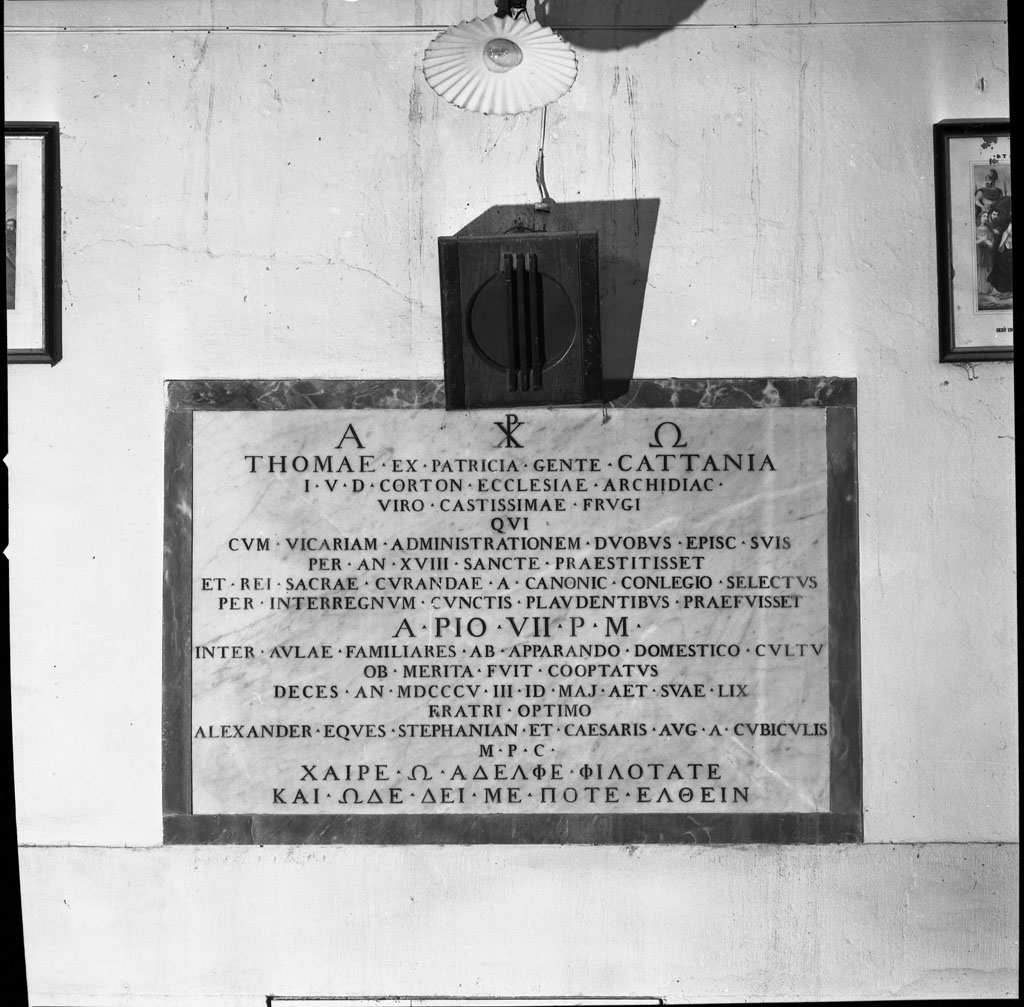 Α ☧ Ω
THOMAE · EX · PATRICIA · GENTE · CATTANIA
I · V · D · CORTON · ECCLESIAE · ARCHIDIAC ·
VIRO · CASTISSIMAE · FRVGI
QVI
CVM · VICARIAM · ADMINISTRATIONEM · DVOBVS · EPISC · SVIS
PER · AN · XVIII · SANCTE · PRAESTITISSET
ET · REI · SACRAE · CVRANDAE · A · CANONIC · CONLEGIO · SELECTVS
PER · INTERREGNVM · CVNCTIS · PLAVDENTIBVS · PRAEFVISSET
A · PIO · VII · P · M ·
INTER · AVLAE · FAMILIARES · AB · APPARANDO · DOMESTICO · CVLTV
OB · MERITA · FVIT · COOPTATVS
DECES · AN · MDCCCV · III · ID · MAJ · AET · SVAE · LIX
FRATRI · OPTIMO
ALEXANDER · EQVES · STEPHANIAN · ET · CAESARIS · AVG · A · CVBICVLIS
M · P · C ·
ΧΑΙΡΕ · Ω · ΑΔΕΛΦΕ · ΦΙΛΟΤΑΤΕ
ΚΑΙ · ΩΔΕ · ΔΕΙ · ΜΕ · ΠΟΤΕ · ΕΛΘΕΙΝ